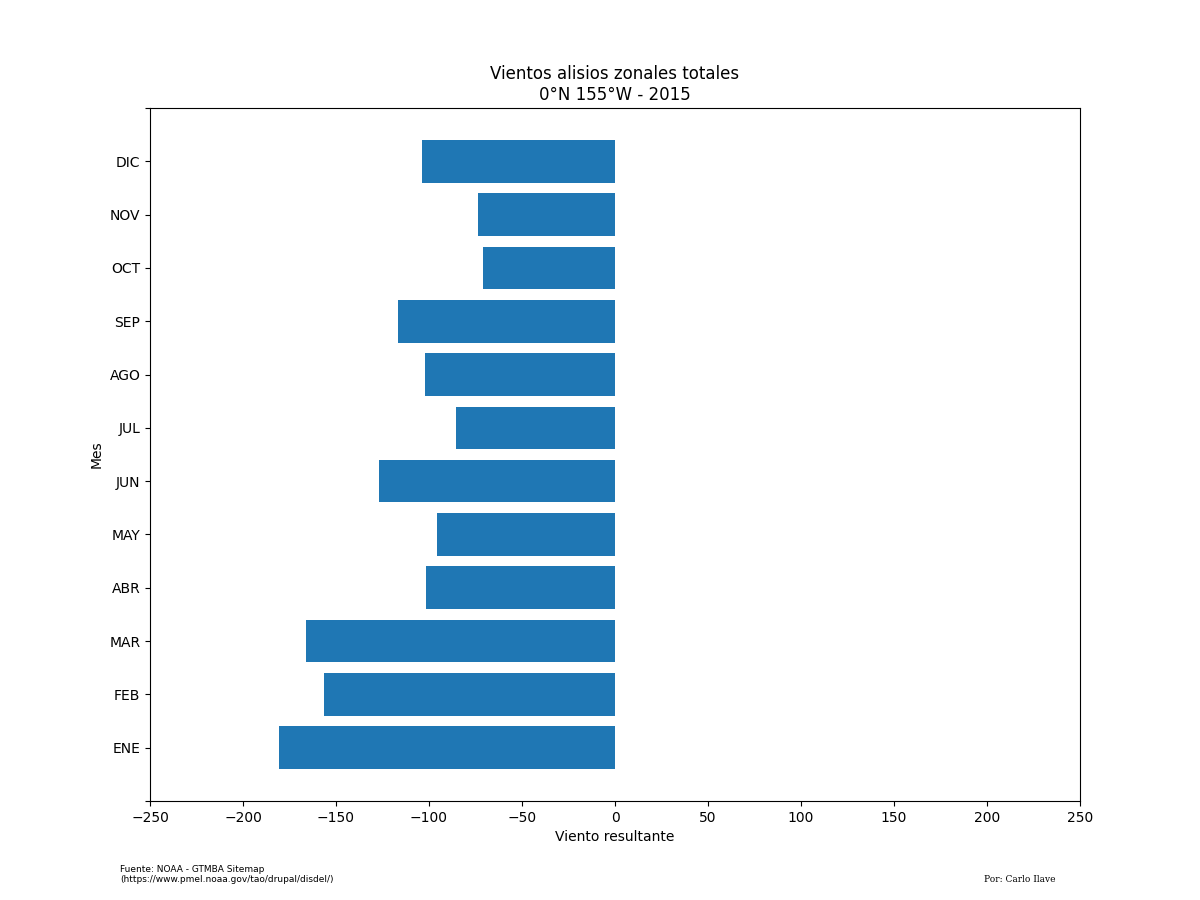 Vientos alisios zonales totales
0°N 155°W - 2015
DIC
NOV
OCT
SEP
AGO
JUL
JUN
MAY
ABR
MAR
FEB
ENE
Mes
−250 −200 −150 −100 −50 0 50 100 150 200 250
Viento resultante
Fuente: NOAA - GTMBA Sitemap
(https://www.pmel.noaa.gov/tao/drupal/disdel/)
Por: Carlo Ilave